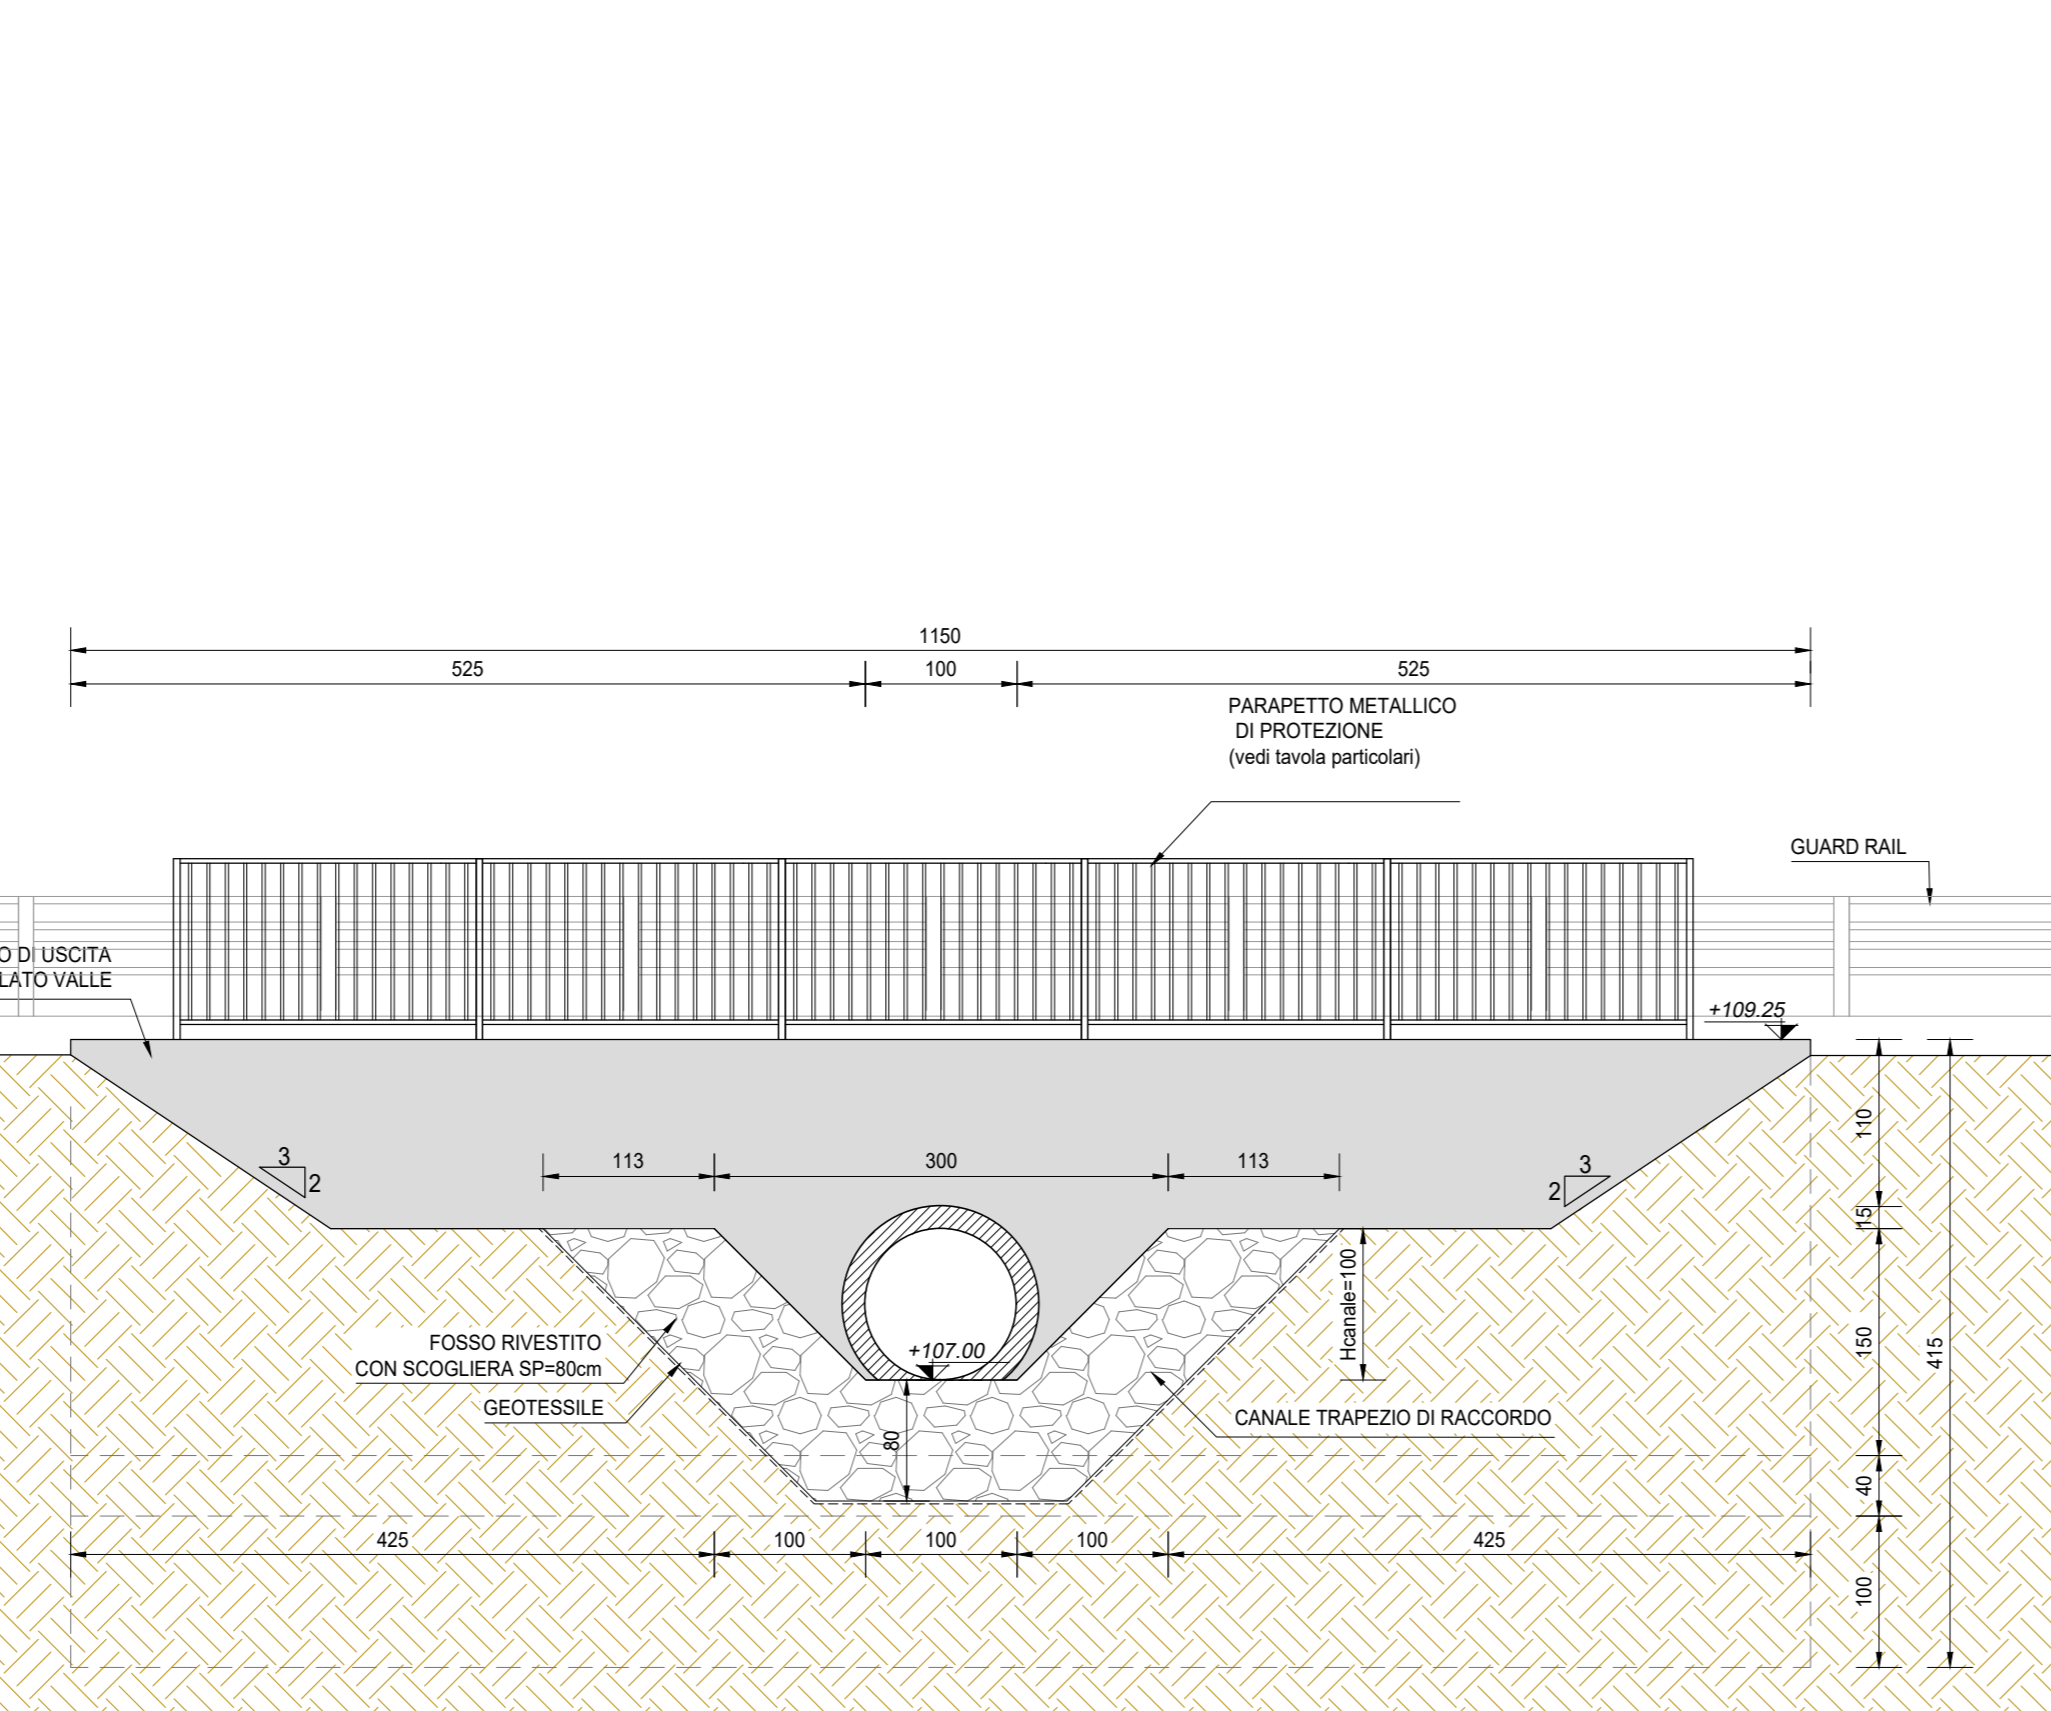 1150
525
100
525
PARAPETTO METALLICO
DI PROTEZIONE
(vedi tavola particolari)
GUARD RAIL
O DI USCITA
LATO VALLE
+109.25
110
3
2
113
300
113
3
2
15
Hcanale=100
150
415
FOSSO RIVESTITO
CON SCOGLIERA SP=80cm
GEOTESSILE
+107.00
CANALE TRAPEZIO DI RACCORDO
80
40
425
100
100
100
425
100